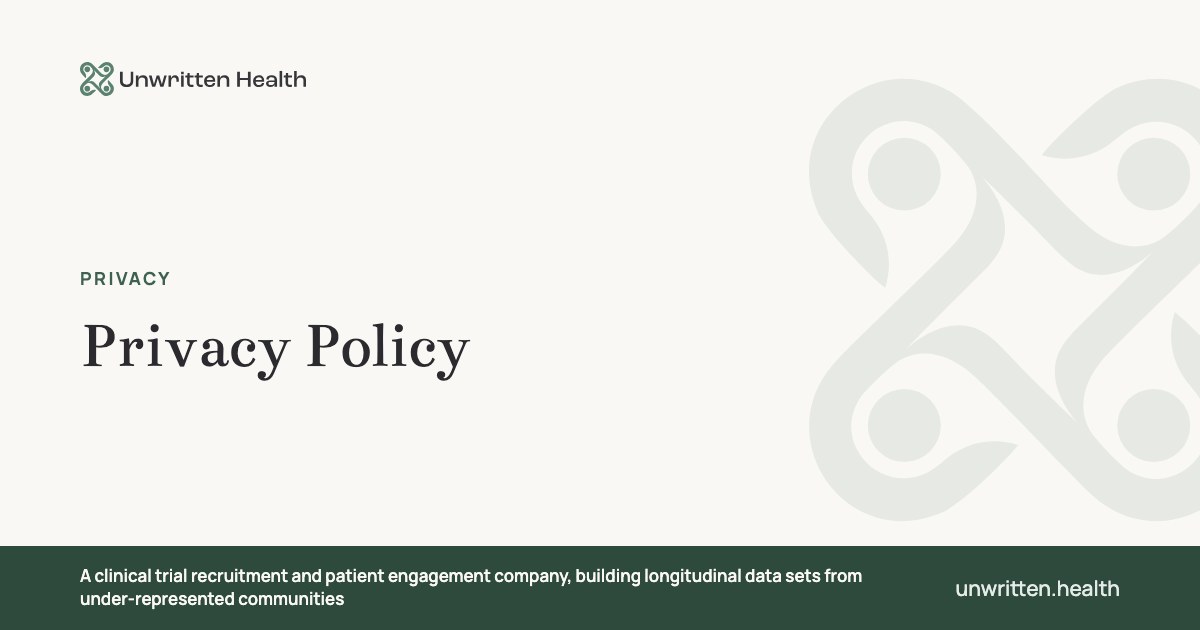 Unwritten Health
PRIVACY
Privacy Policy
A clinical trial recruitment and patient engagement company, building longitudinal data sets from
under-represented communities
unwritten.health